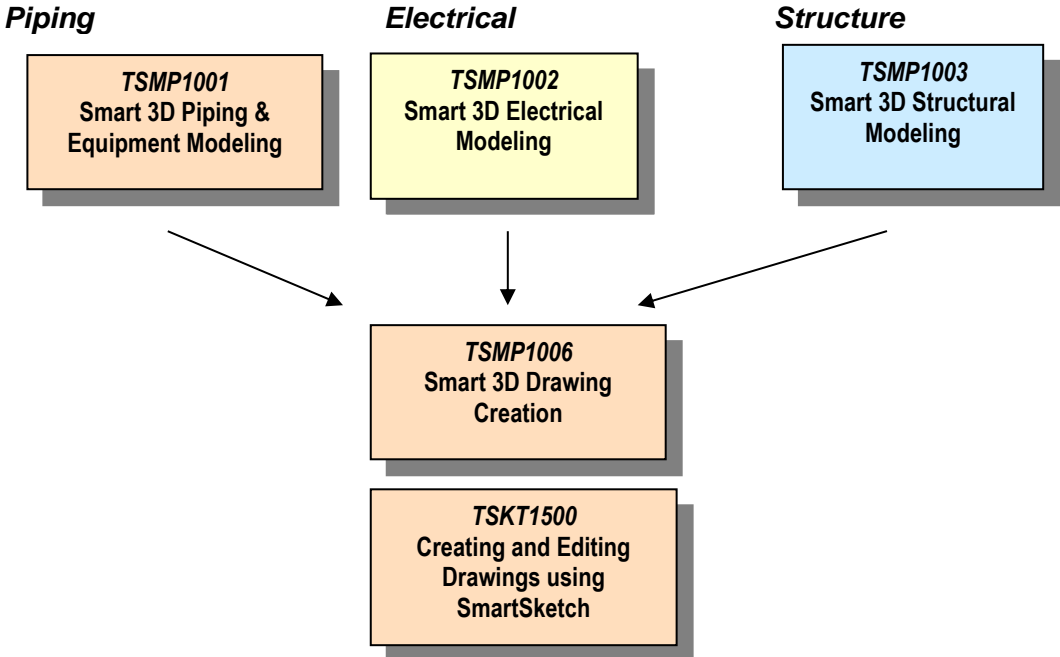 Piping
Electrical
Structure
TSMP1001
Smart 3D Piping &
Equipment Modeling
TSMP1002
Smart 3D Electrical
Modeling
TSMP1003
Smart 3D Structural
Modeling
TSMP1006
Smart 3D Drawing
Creation
TSKT1500
Creating and Editing
Drawings using
SmartSketch